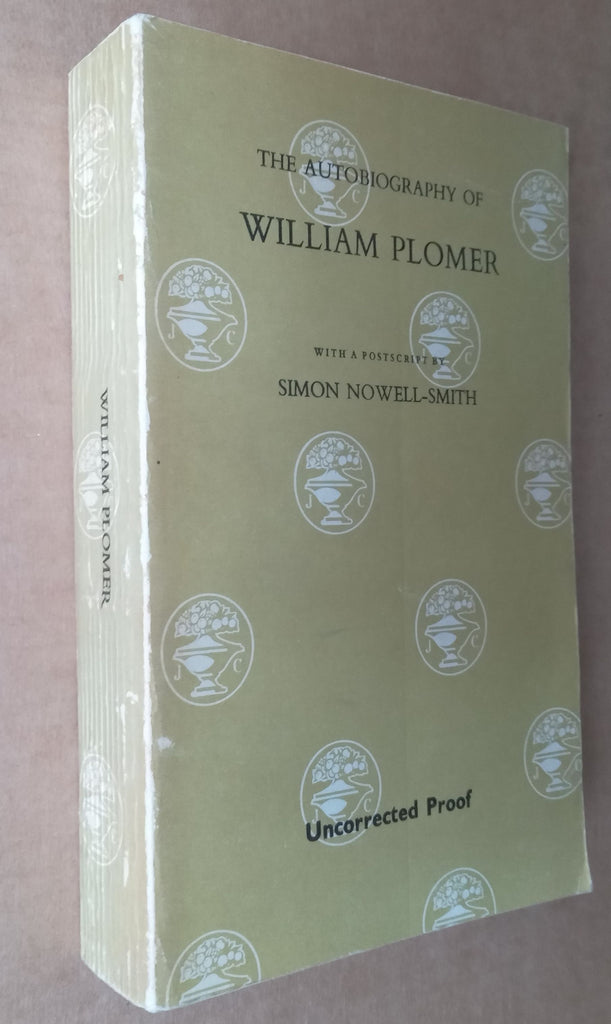 THE AUTOBIOGRAPHY OF
WILLIAM PLOMER
WITH A POSTSCRIPT BY
SIMON NOWELL-SMITH
Uncorrected Proof
WILLIAM PLOMER
J C
J C
J C
J C
J C
J C
J C
J C
J C